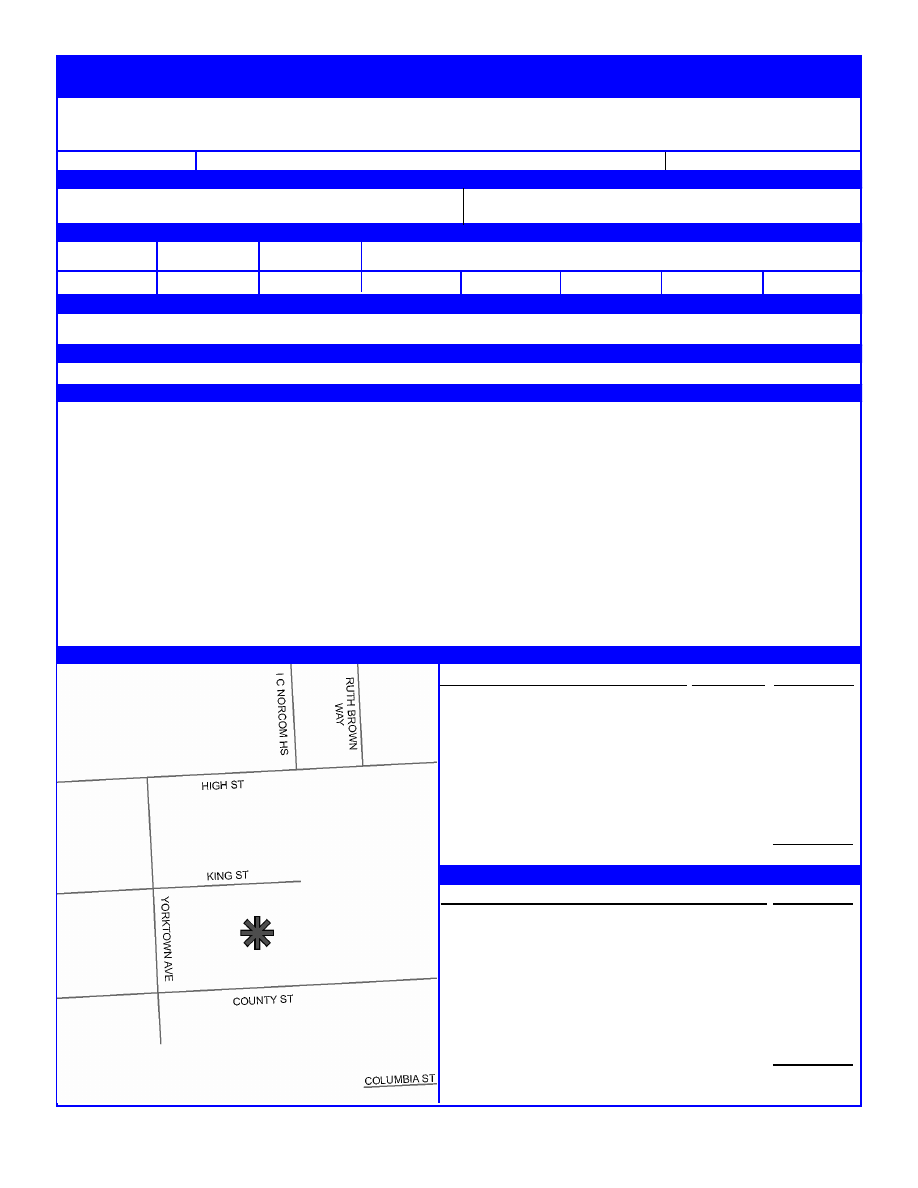 I C NORCOM HS
RUTH BROWN
WAY
HIGH ST
KING ST
YORKTOWN AVE
COUNTY ST
COLUMBIA ST